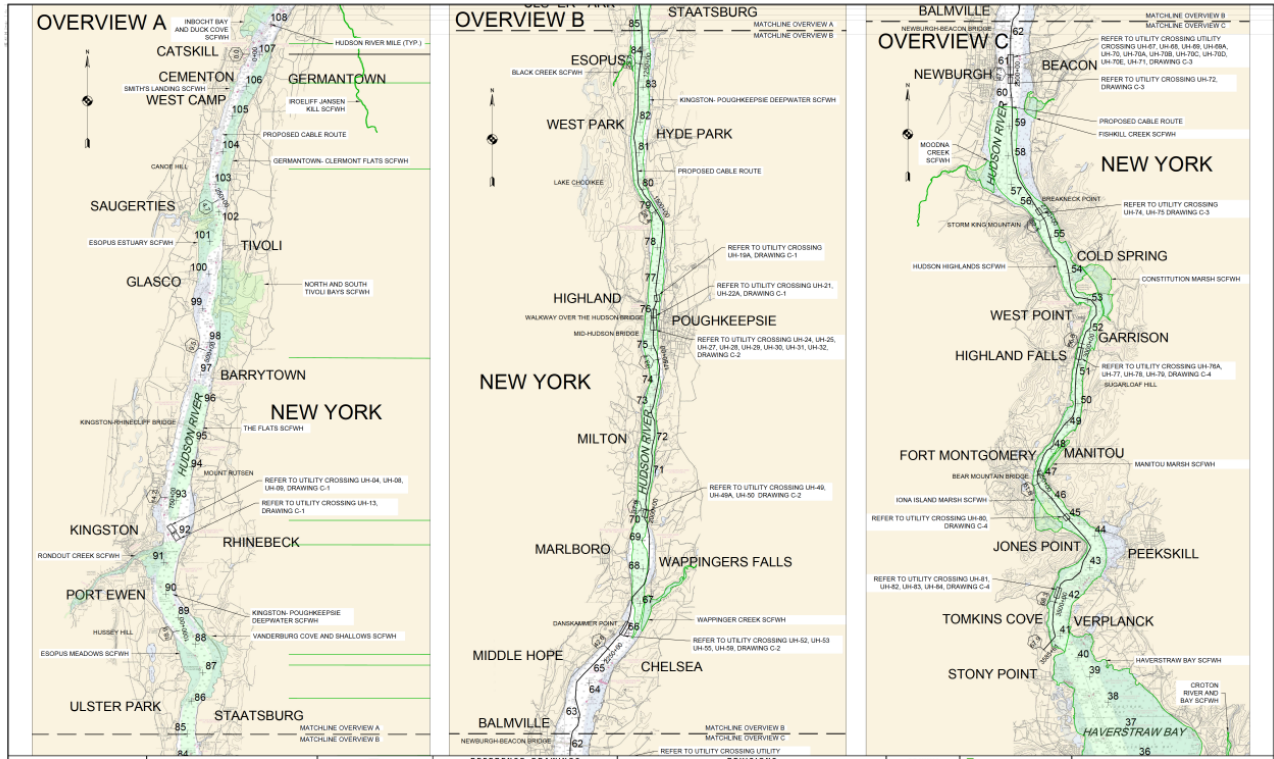 OVERVIEW A
INBOCHT BAY
AND DUCK COVE
SCFWH
108
HUDSON RIVER MILE (TYP.)
107
CATSKILL
CEMENTON
106
GERMANTOWN
SMITH'S LANDING SCFWH
WEST CAMP
105
KILL SCFWH
PROPOSED CABLE ROUTE
104
GERMANTOWN- CLERMONT FLATS SCFWH
CANOE HILL
103
SAUGERTIES
102
101
ESOPUS ESTUARY SCFWH
TIVOLI
100
GLASCO
NORTH AND SOUTH
TIVOLI BAYS SCFWH
99
98
97
BARRYTOWN
96
NEW YORK
HUDSON RIVER
KINGSTON-RHINECLIFF BRIDGE
95
THE FLATS SCFWH
94
MOUNT RUTSEN
REFER TO UTILITY CROSSING UH-04, UH-08,
UH-09, DRAWING C-1
93
REFER TO UTILITY CROSSING UH-13,
DRAWING C-1
KINGSTON
92
RHINEBECK
RONDOUT CREEK SCFWH
91
90
PORT EWEN
89
KINGSTON- POUGHKEEPSIE
DEEPWATER SCFWH
HUSSEY HILL
88
VANDERBURG COVE AND SHALLOWS SCFWH
ESOPUS MEADOWS SCFWH
87
86
ULSTER PARK
STAATSBURG
85
MATCHLINE OVERVIEW A
MATCHLINE OVERVIEW B
84
OVERVIEW B
STAATSBURG
85
MATCHLINE OVERVIEW A
MATCHLINE OVERVIEW B
84
ESOPUS
BLACK CREEK SCFWH
83
KINGSTON- POUGHKEEPSIE DEEPWATER SCFWH
82
WEST PARK
HYDE PARK
81
PROPOSED CABLE ROUTE
LAKE CHODIKEE
80
79
78
REFER TO UTILITY CROSSING
UH-19A, DRAWING C-1
77
REFER TO UTILITY CROSSING UH-21,
UH-22A, DRAWING C-1
HIGHLAND
76
WALKWAY OVER THE HUDSON BRIDGE
POUGHKEEPSIE
MID-HUDSON BRIDGE
75
REFER TO UTILITY CROSSING UH-24, UH-25,
UH-27, UH-28, UH-29, UH-30, UH-31, UH-32,
DRAWING C-2
NEW YORK
74
73
HUDSON RIVER
MILTON
72
71
REFER TO UTILITY CROSSING UH-49,
UH-49A, UH-50 DRAWING C-2
70
69
MARLBORO
WAPPINGERS FALLS
68
67
DANSKAMMER POINT
WAPPINGER CREEK SCFWH
66
REFER TO UTILITY CROSSING UH-52, UH-53
UH-55, UH-59, DRAWING C-2
MIDDLE HOPE
65
CHELSEA
64
63
BALMVILLE
MATCHLINE OVERVIEW B
MATCHLINE OVERVIEW C
NEWBURGH-BEACON BRIDGE
62
REFER TO UTILITY CROSSING UTILITY
BALMVILLE
MATCHLINE OVERVIEW B
MATCHLINE OVERVIEW C
NEWBURGH-BEACON BRIDGE
62
OVERVIEW C
REFER TO UTILITY CROSSING UTILITY
CROSSING UH-67, UH-68, UH-69, UH-69A,
UH-70, UH-70A, UH-70B, UH-70C, UH-70D,
UH-70E, UH-71, DRAWING C-3
61
BEACON
NEWBURGH
REFER TO UTILITY CROSSING UH-72,
DRAWING C-3
60
PROPOSED CABLE ROUTE
59
FISHKILL CREEK SCFWH
HUDSON RIVER
MOODNA
CREEK
SCFWH
58
NEW YORK
57
56
BREAKNECK POINT
REFER TO UTILITY CROSSING
UH-74, UH-75 DRAWING C-3
STORM KING MOUNTAIN
55
COLD SPRING
HUDSON HIGHLANDS SCFWH
54
CONSTITUTION MARSH SCFWH
53
WEST POINT
52
GARRISON
HIGHLAND FALLS
51
REFER TO UTILITY CROSSING UH-76A,
UH-77, UH-78, UH-79, DRAWING C-4
SUGARLOAF HILL
50
49
48
FORT MONTGOMERY
MANITOU
MANITOU MARSH SCFWH
BEAR MOUNTAIN BRIDGE
47
46
IONA ISLAND MARSH SCFWH
45
REFER TO UTILITY CROSSING UH-80,
DRAWING C-4
44
JONES POINT
PEEKSKILL
43
REFER TO UTILITY CROSSING UH-81,
UH-82, UH-83, UH-84, DRAWING C-4
42
TOMKINS COVE
VERPLANCK
41
40
HAVERSTRAW BAY SCFWH
39
STONY POINT
CROTON
RIVER AND
BAY SCFWH
38
37
HAVERSTRAW BAY
36